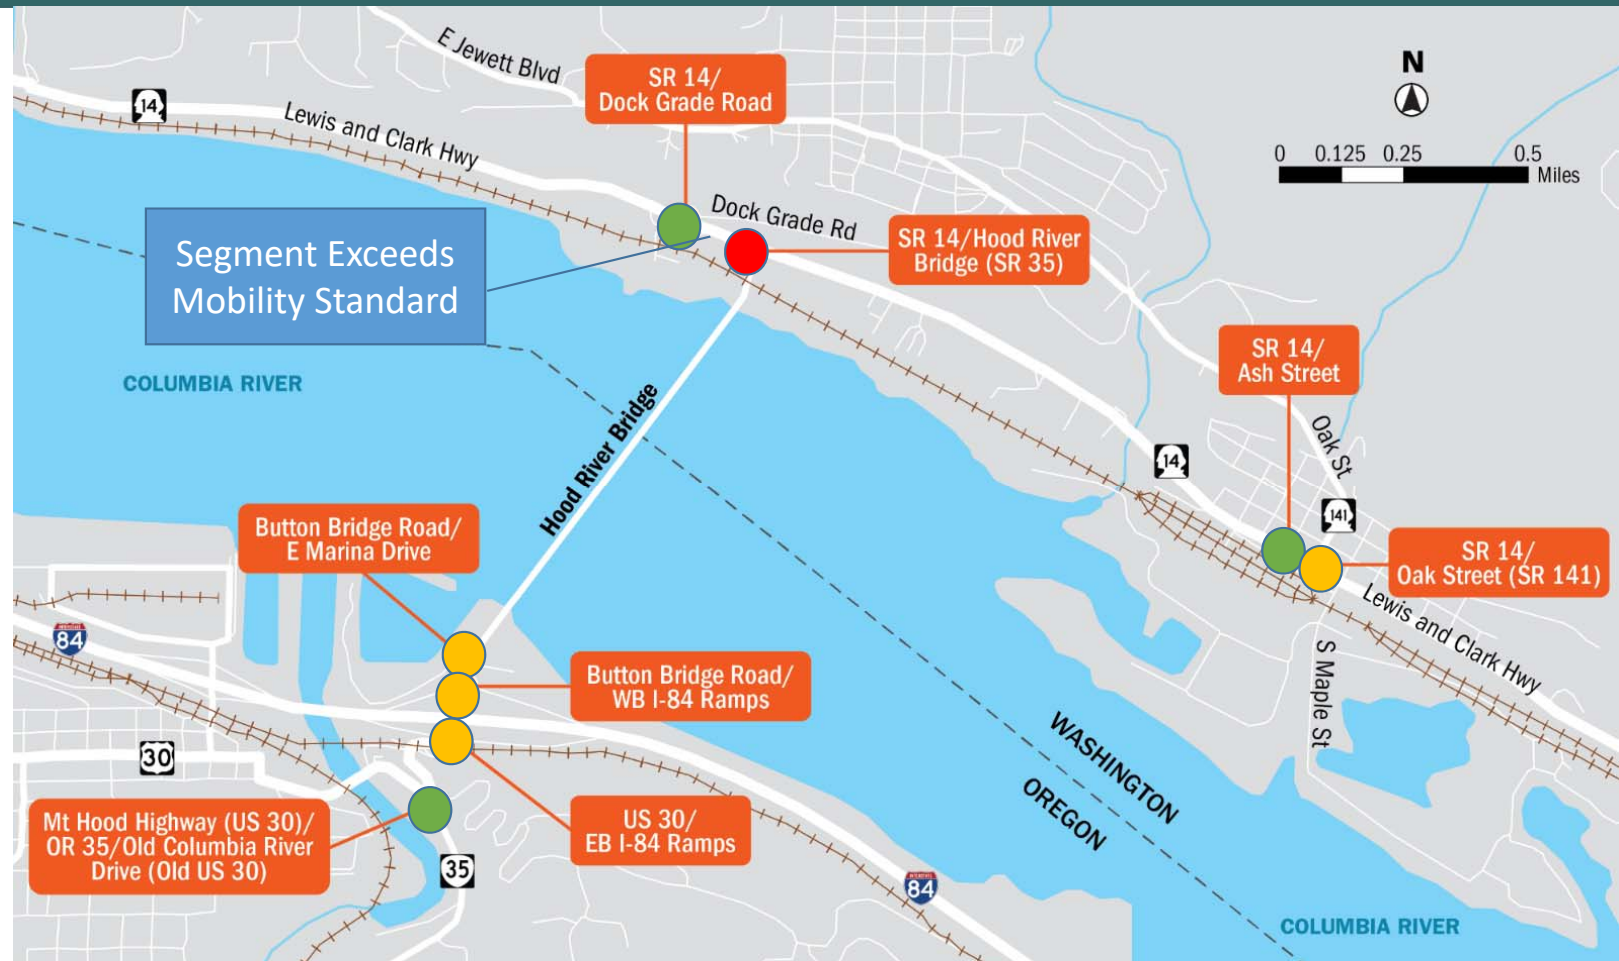 E Jewett Blvd
SR 14/
Dock Grade Road
N
14
Lewis and Clark Hwy
0 0.125 0.25 0.5
Miles
Dock Grade Rd
Segment Exceeds
Mobility Standard
SR 14/Hood River
Bridge (SR 35)
COLUMBIA RIVER
SR 14/
Ash Street
Hood River Bridge
Oak St
14
141
Button Bridge Road/
E Marina Drive
SR 14/
Oak Street (SR 141)
Lewis and Clark Hwy
84
S Maple St
Button Bridge Road/
WB I-84 Ramps
WASHINGTON
OREGON
30
US 30/
EB I-84 Ramps
Mt Hood Highway (US 30)/
OR 35/Old Columbia River
Drive (Old US 30)
35
84
COLUMBIA RIVER